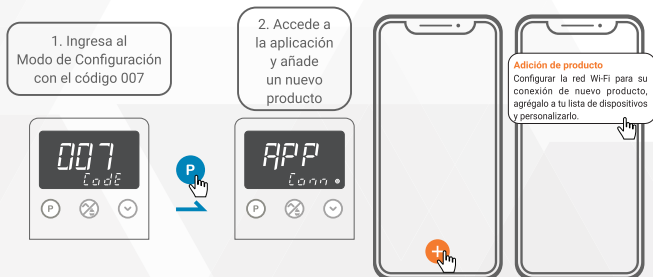 1. Ingresa al
Modo de Configuración
con el código 007
2. Accede a
la aplicación
y añade
un nuevo
producto
007
CodE
P
P
APP
Conn
P
+
Adición de producto
Configurar la red Wi-Fi para su
conexión de nuevo producto,
agrégalo a tu lista de dispositivos
y personalizarlo.